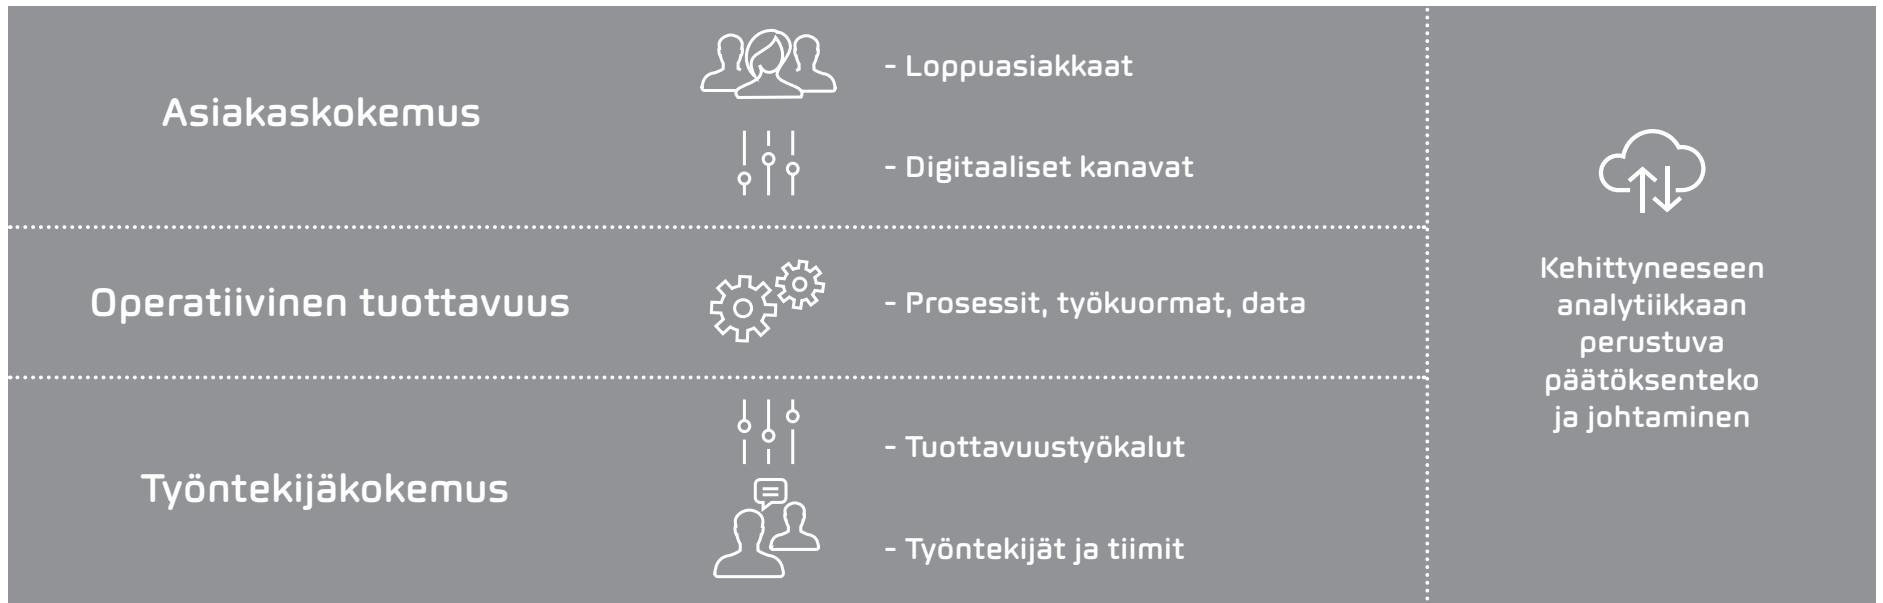 Asiakaskokemus
- Loppuasiakkaat
- Digitaaliset kanavat
Operatiivinen tuottavuus
- Prosessit, työkuormat, data
Työntekijäkokemus
- Tuottavuustyökalut
- Työntekijät ja tiimit
Kehittyneeseen
analytiikkaan
perustuva
päätöksenteko
ja johtaminen